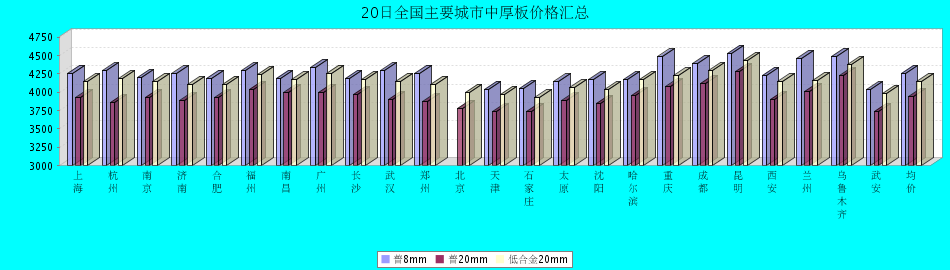 20日全国主要城市中厚板价格汇总
4750
4500
4250
4000
3750
3500
3250
3000
上海
杭州
南京
济南
合肥
福州
南昌
广州
长沙
武汉
郑州
北京
天津
石家庄
太原
沈阳
哈尔滨
重庆
成都
昆明
西安
兰州
乌鲁木齐
武安
均价
普8mm 普20mm 低合金20mm